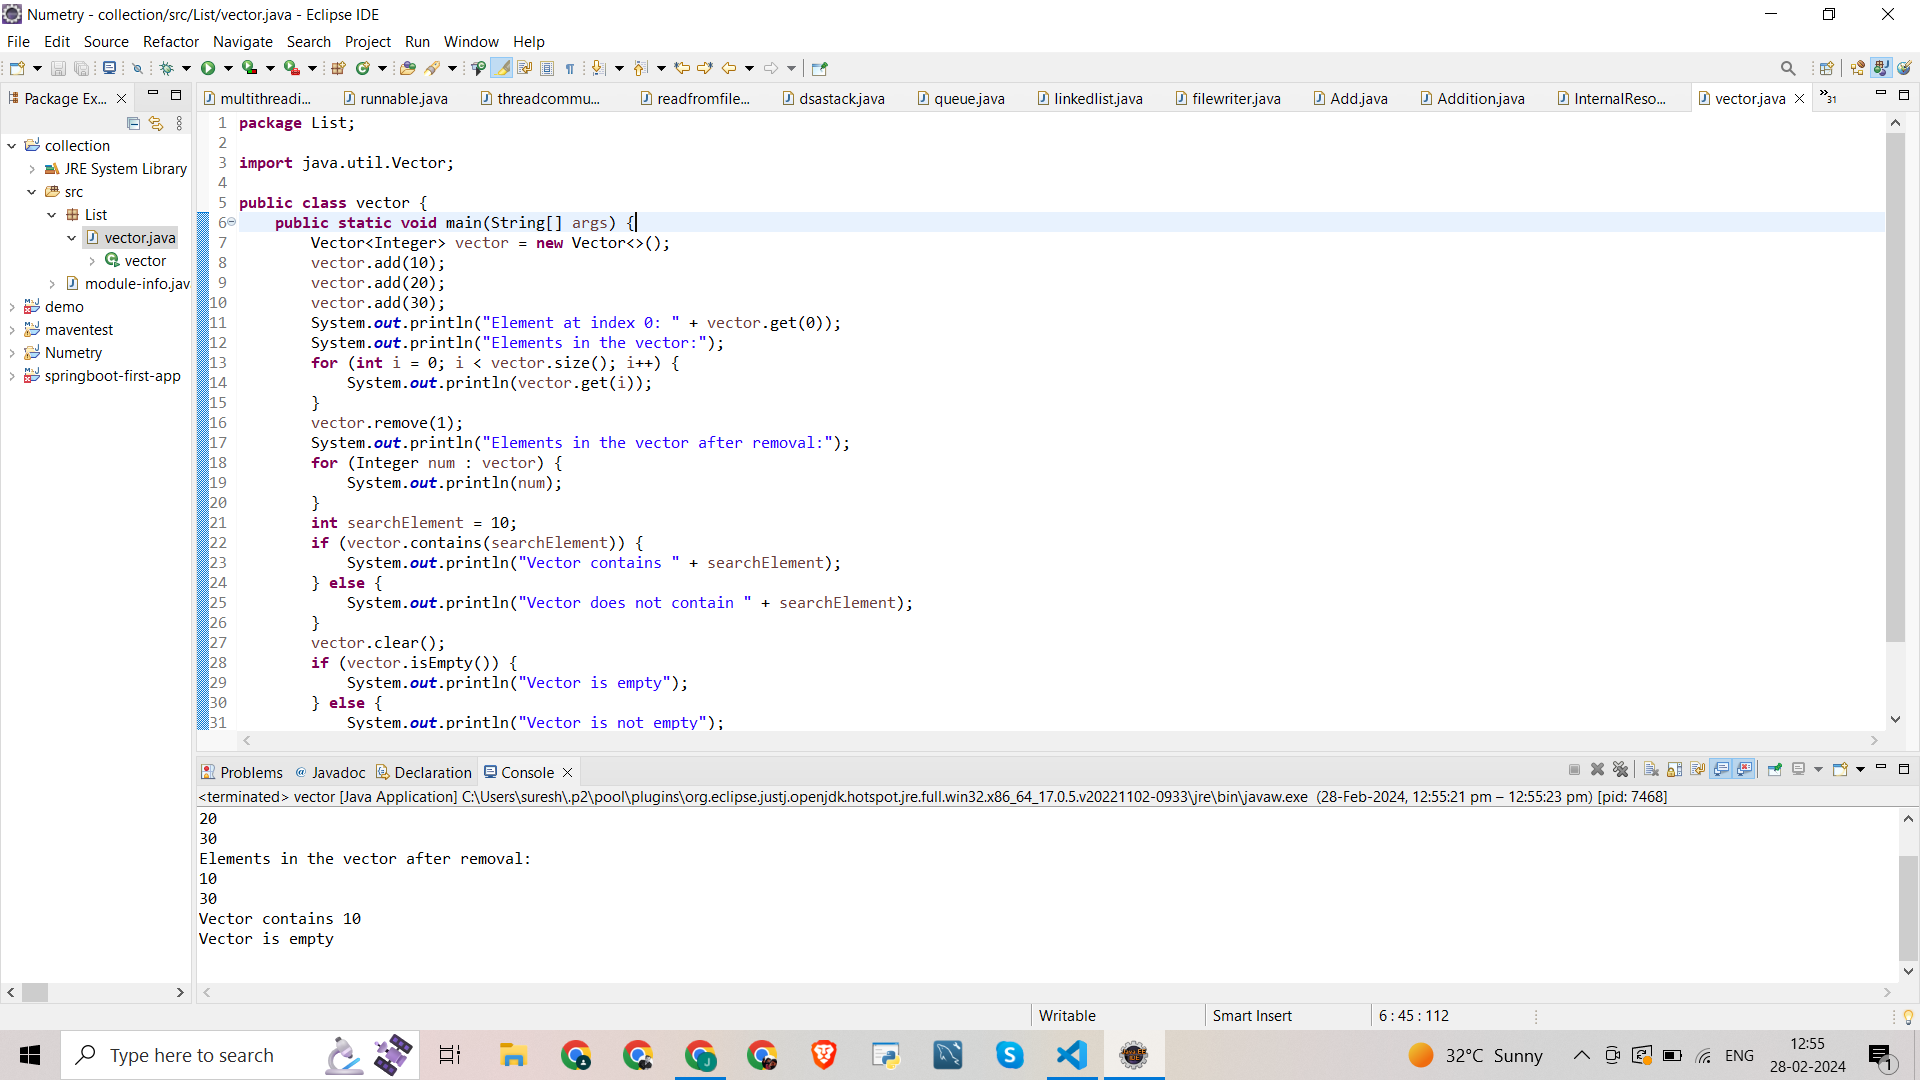 Numetry - collection/src/List/vector.java - Eclipse IDE
File Edit Source Refactor Navigate Search Project Run Window Help
Package Ex...
multithreadi... runnable.java threadcommu... readfromfile... dsastack.java queue.java linkedlist.java filewriter.java Add.java Addition.java InternalReso... vector.java »31
collection
JRE System Library
src
List
vector.java
vector
module-info.jav
demo
maventest
Numetry
springboot-first-app
1 package List;
2
3 import java.util.Vector;
4
5 public class vector {
6 public static void main(String[] args) {
7 Vector<Integer> vector = new Vector<>();
8 vector.add(10);
9 vector.add(20);
10 vector.add(30);
11 System.out.println("Element at index 0: " + vector.get(0));
12 System.out.println("Elements in the vector:");
13 for (int i = 0; i < vector.size(); i++) {
14 System.out.println(vector.get(i));
15 }
16 vector.remove(1);
17 System.out.println("Elements in the vector after removal:");
18 for (Integer num : vector) {
19 System.out.println(num);
20 }
21 int searchElement = 10;
22 if (vector.contains(searchElement)) {
23 System.out.println("Vector contains " + searchElement);
24 } else {
25 System.out.println("Vector does not contain " + searchElement);
26 }
27 vector.clear();
28 if (vector.isEmpty()) {
29 System.out.println("Vector is empty");
30 } else {
31 System.out.println("Vector is not empty");
Problems Javadoc Declaration Console
<terminated> vector [Java Application] C:\Users\suresh\.p2\pool\plugins\org.eclipse.justj.openjdk.hotspot.jre.full.win32.x86_64_17.0.5.v20221102-0933\jre\bin\javaw.exe (28-Feb-2024, 12:55:21 pm – 12:55:23 pm) [pid: 7468]
20
30
Elements in the vector after removal:
10
30
Vector contains 10
Vector is empty
Writable Smart Insert 6 : 45 : 112
Type here to search
32°C Sunny ENG
12:55
28-02-2024
1